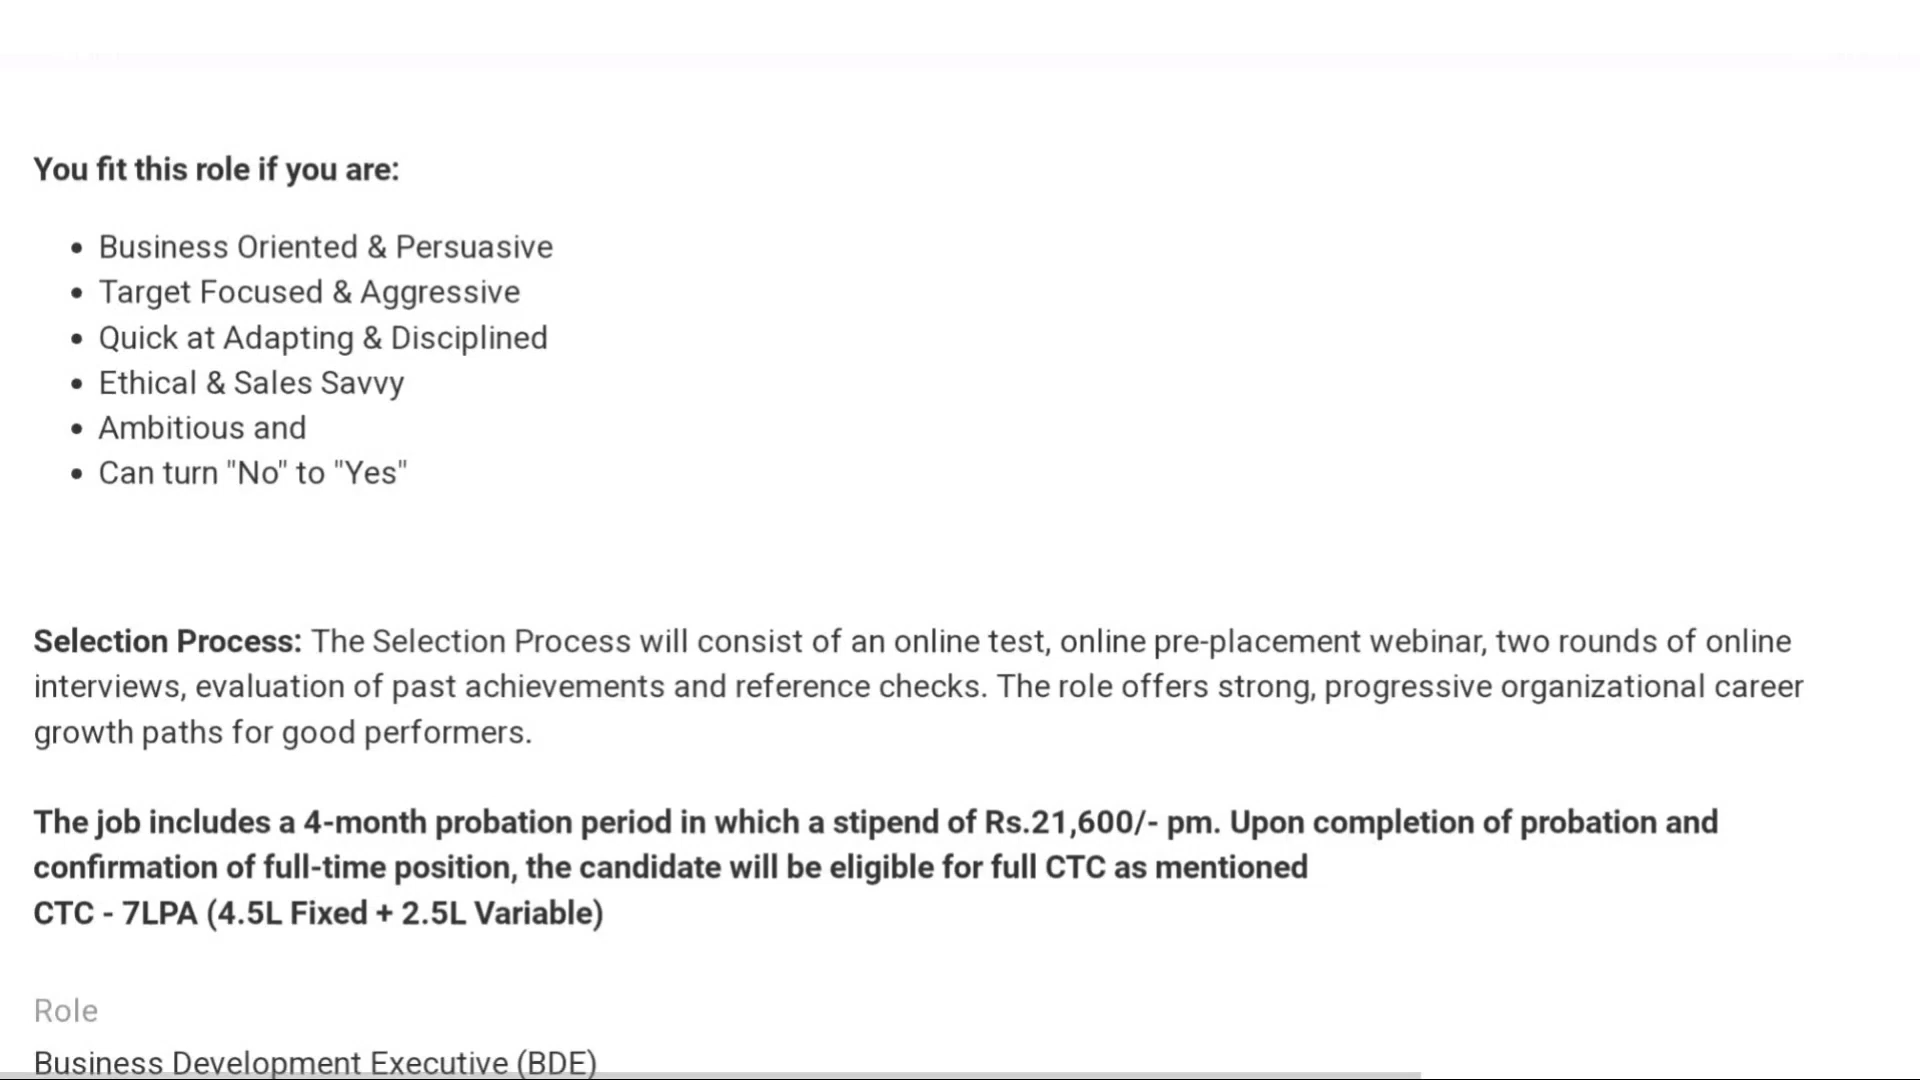 You fit this role if you are:
• Business Oriented & Persuasive
• Target Focused & Aggressive
• Quick at Adapting & Disciplined
• Ethical & Sales Savvy
• Ambitious and
• Can turn "No" to "Yes"
Selection Process: The Selection Process will consist of an online test, online pre-placement webinar, two rounds of online
interviews, evaluation of past achievements and reference checks. The role offers strong, progressive organizational career
growth paths for good performers.
The job includes a 4-month probation period in which a stipend of Rs.21,600/- pm. Upon completion of probation and
confirmation of full-time position, the candidate will be eligible for full CTC as mentioned
CTC - 7LPA (4.5L Fixed + 2.5L Variable)
Role
Business Development Executive (BDE)